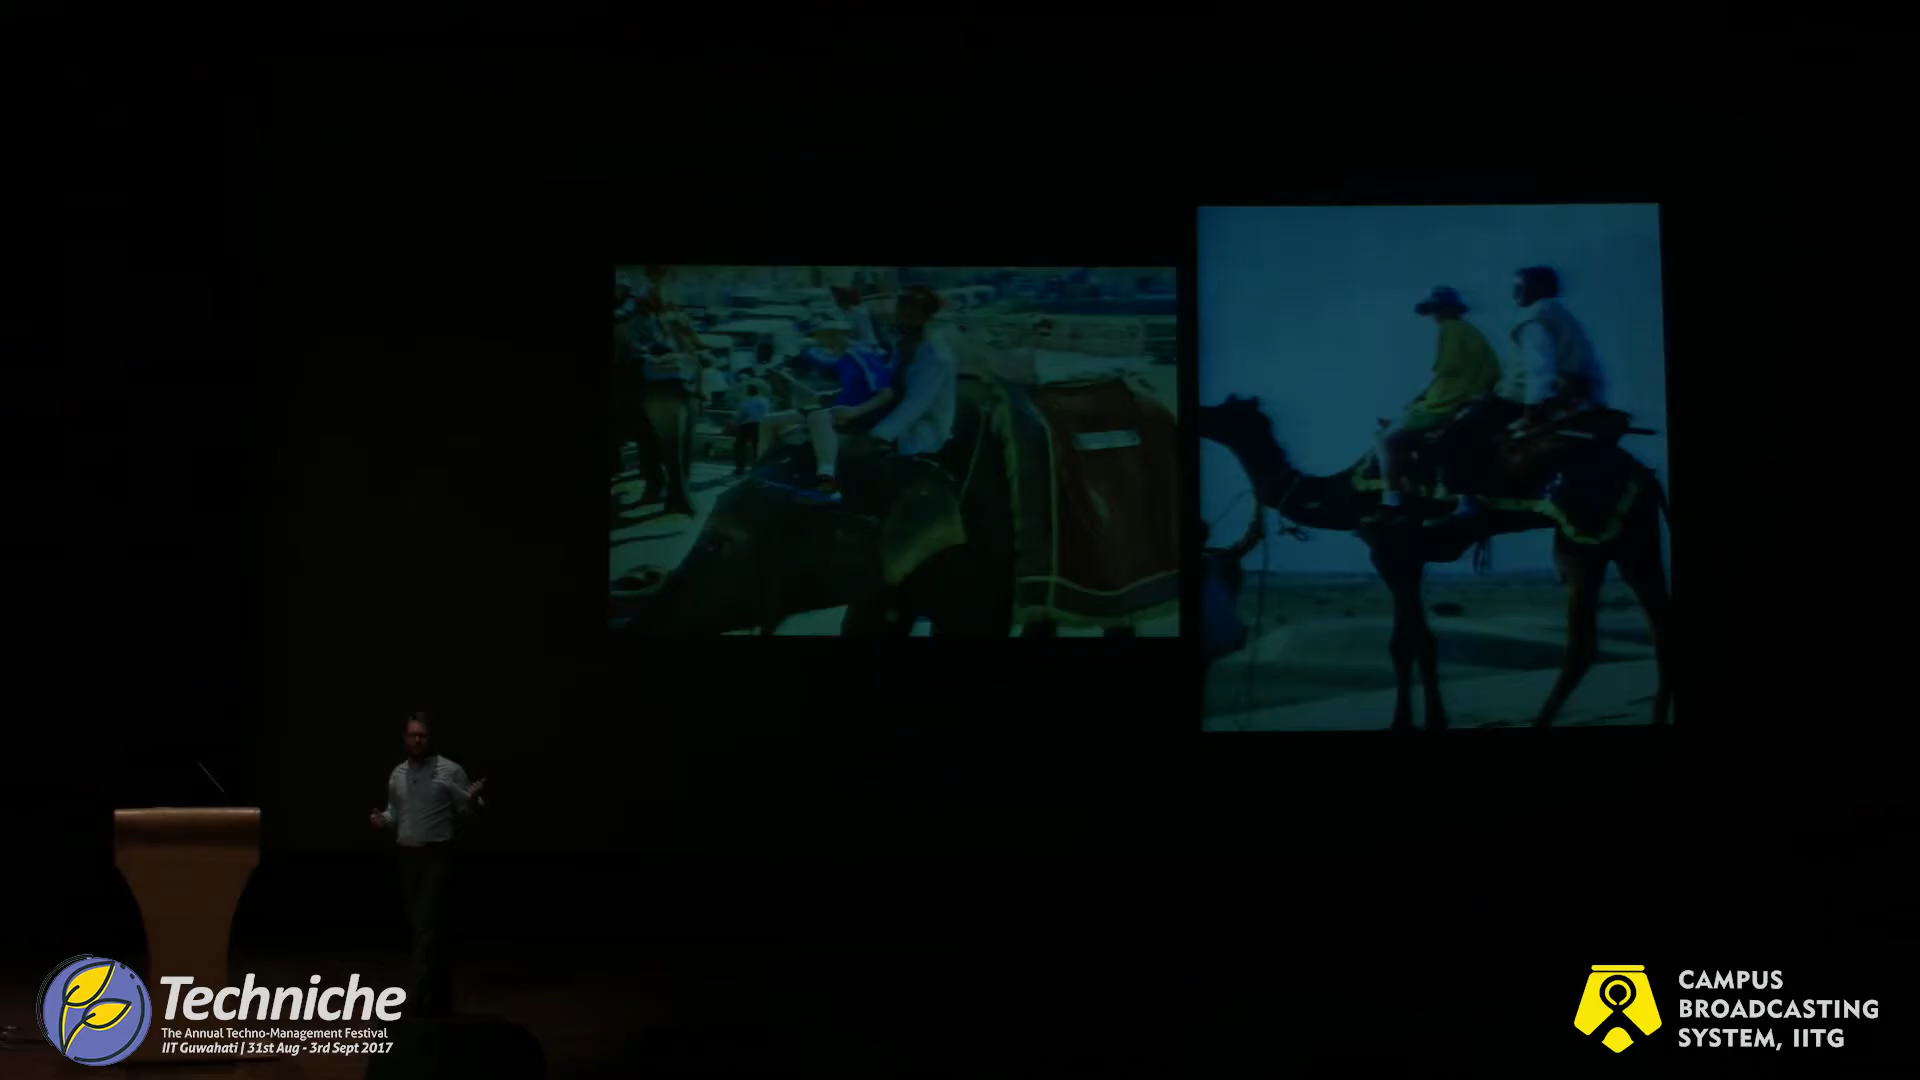 Techniche
The Annual Techno-Management Festival
IIT Guwahati | 31st Aug - 3rd Sept 2017
CAMPUS
BROADCASTING
SYSTEM, IITG